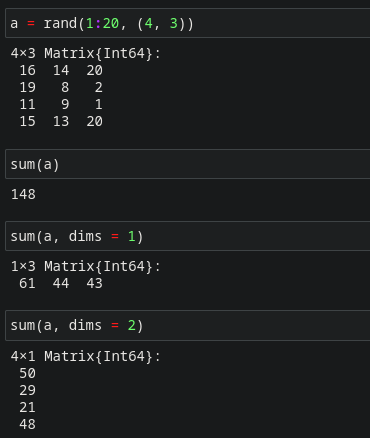 a = rand(1:20, (4, 3))
4×3 Matrix{Int64}:
 16  14  20
 19   8   2
 11   9   1
 15  13  20
sum(a)
148
sum(a, dims = 1)
1×3 Matrix{Int64}:
 61  44  43
sum(a, dims = 2)
4×1 Matrix{Int64}:
 50
 29
 21
 48